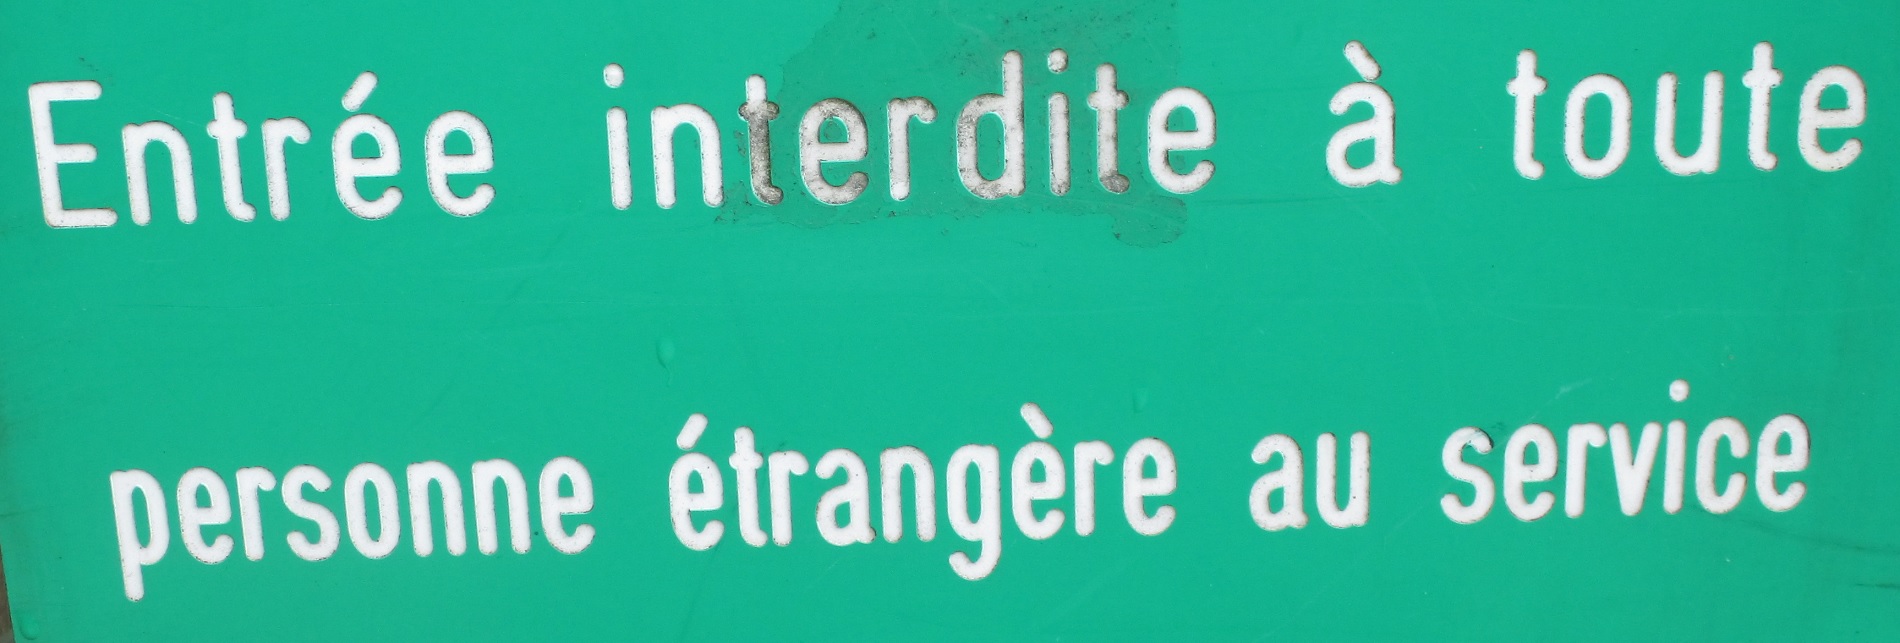 Entrée interdite à toute
personne étrangère au service